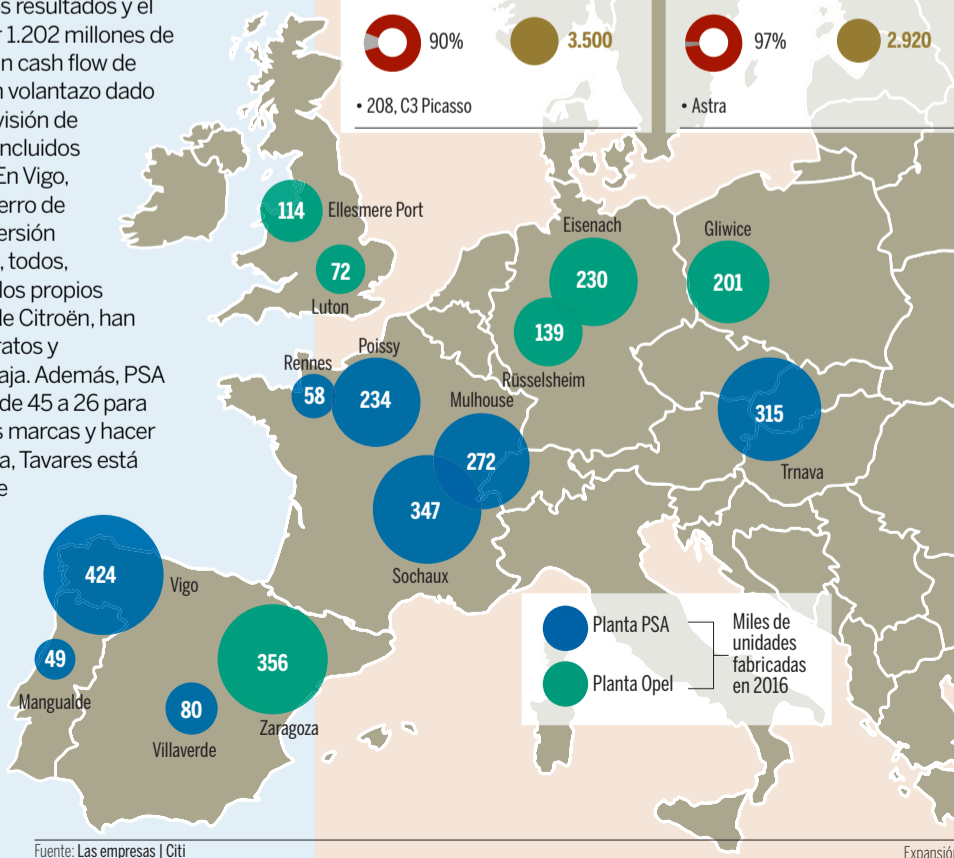 s resultados y el
r 1.202 millones de
n cash flow de
n volantazo dado
visión de
ncluidos
En Vigo,
erro de
ersión
, todos,
los propios
de Citroën, han
ratos y
aja. Además, PSA
de 45 a 26 para
s marcas y hacer
a, Tavares está
e
90%
3.500
• 208, C3 Picasso
97%
2.920
• Astra
114
Ellesmere Port
72
Luton
Eisenach
230
Gliwice
201
139
Rüsselsheim
Poissy
Rennes
58
234
Mulhouse
272
315
Trnava
347
Sochaux
424
Vigo
49
Mangualde
356
Zaragoza
80
Villaverde
Planta PSA
Planta Opel
Miles de
unidades
fabricadas
en 2016
Fuente: Las empresas | Citi
Expansión